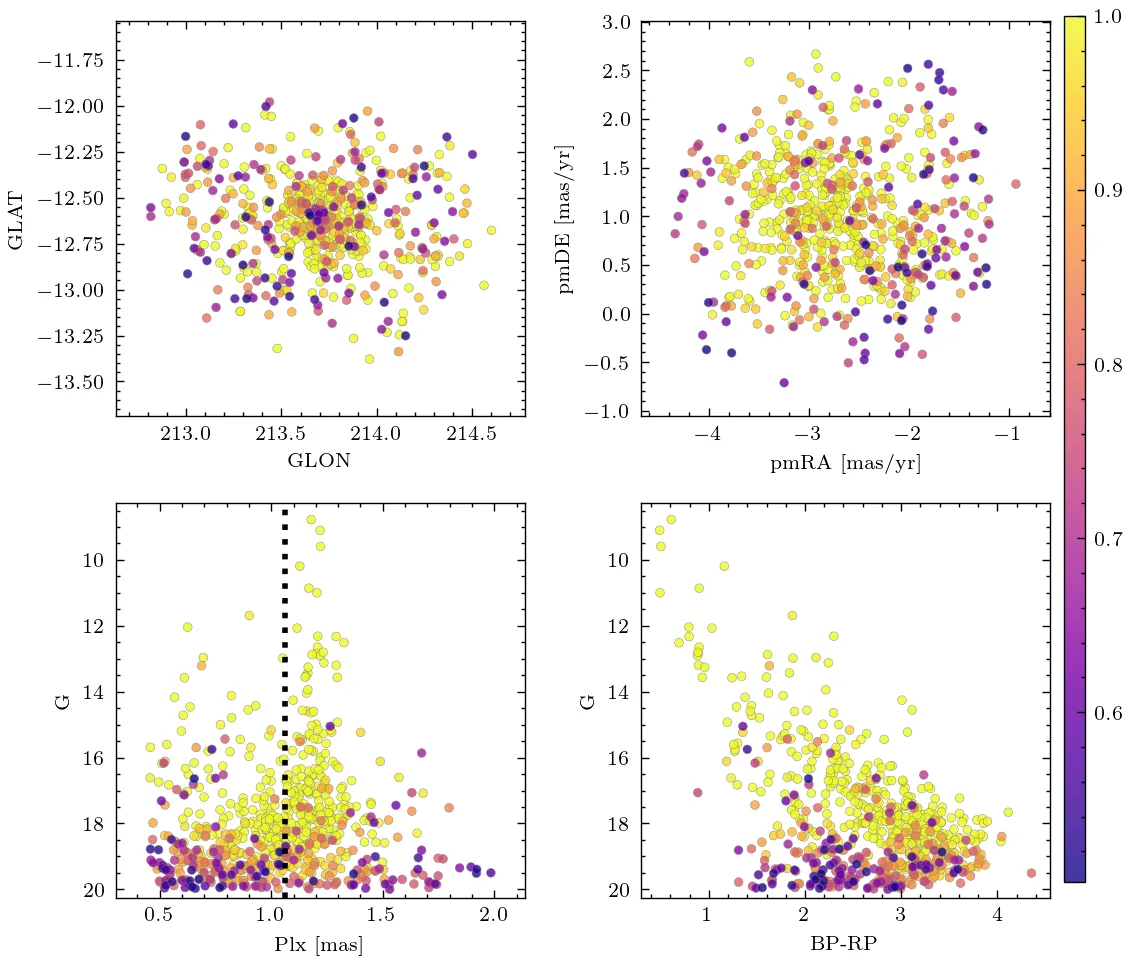 −11.75
−12.00
−12.25
−12.50
−12.75
−13.00
−13.25
−13.50
GLAT
213.0 213.5 214.0 214.5
GLON
3.0
2.5
2.0
1.5
1.0
0.5
0.0
−0.5
−1.0
pmDE [mas/yr]
−4 −3 −2 −1
pmRA [mas/yr]
10
12
14
16
18
20
G
0.5 1.0 1.5 2.0
Plx [mas]
10
12
14
16
18
20
G
1 2 3 4
BP-RP
1.0
0.9
0.8
0.7
0.6